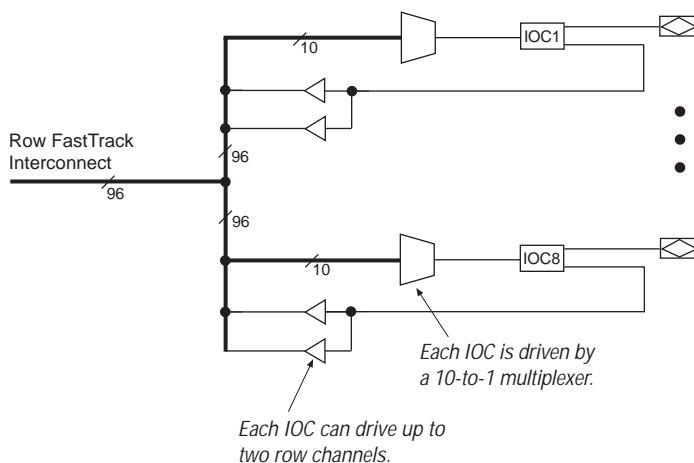 10
IOC1
Row FastTrack
Interconnect
96
96
96
10
IOC8
Each IOC is driven by
a 10-to-1 multiplexer.
Each IOC can drive up to
two row channels.